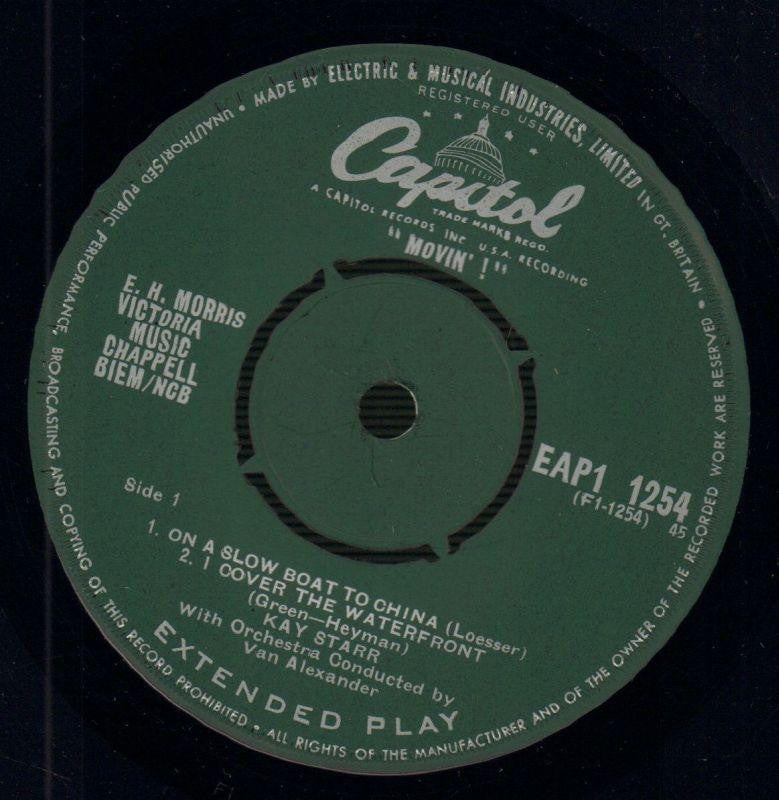 • MADE BY ELECTRIC & MUSICAL INDUSTRIES, LIMITED IN GT. BRITAIN •
REGISTERED USER
Capitol
TRADE MARKS REGD.
A CAPITOL RECORDS INC. U.S.A. RECORDING
"MOVIN'!"
E. H. MORRIS
VICTORIA
MUSIC
CHAPPELL
BIEM/NCB
EAP1 1254
(F1-1254) 45
Side 1
1. ON A SLOW BOAT TO CHINA (Loesser)
2. I COVER THE WATERFRONT
(Green—Heyman)
KAY STARR
With Orchestra Conducted by
Van Alexander
EXTENDED PLAY
ALL RIGHTS OF THE MANUFACTURER AND OF THE OWNER OF THE RECORDED WORK ARE RESERVED
UNAUTHORISED PUBLIC PERFORMANCE, BROADCASTING AND COPYING OF THIS RECORD PROHIBITED •